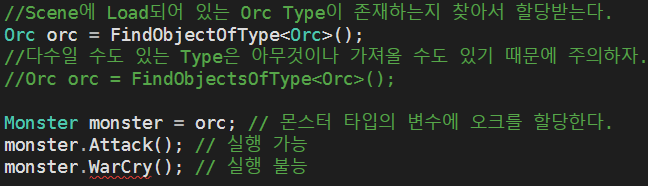 //Scene에 Load되어 있는 Orc Type이 존재하는지 찾아서 할당받는다.
Orc orc = FindObjectOfType<Orc>();
//다수일 수도 있는 Type은 아무것이나 가져올 수도 있기 때문에 주의하자.
//Orc orc = FindObjectsOfType<Orc>();
Monster monster = orc; // 몬스터 타입의 변수에 오크를 할당한다.
monster.Attack(); // 실행 가능
monster.WarCry(); // 실행 불능